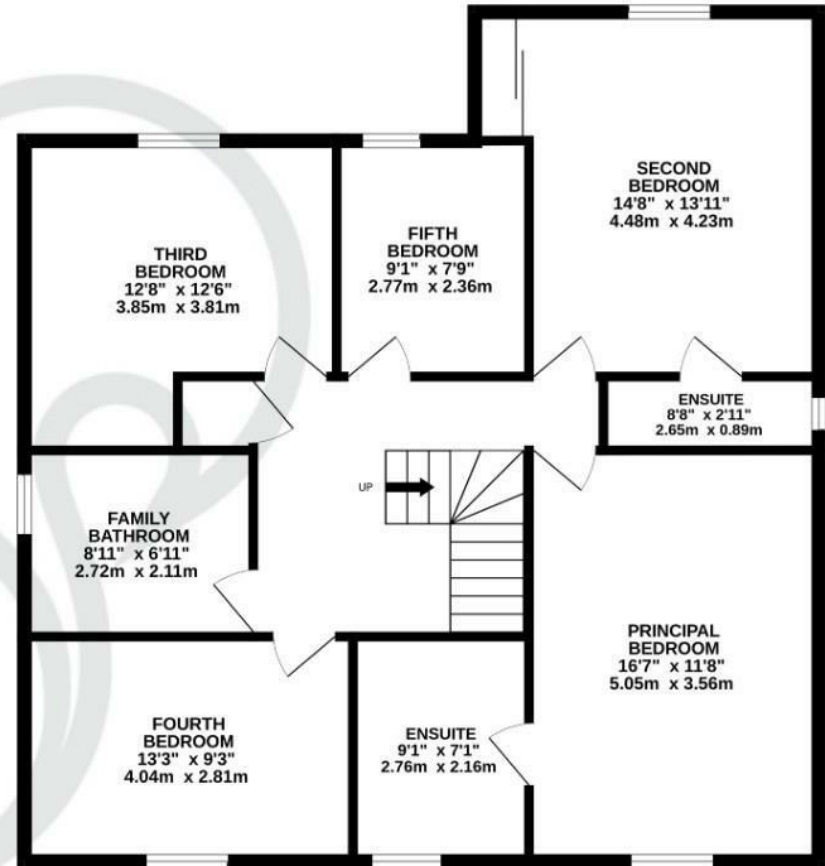 SECOND
BEDROOM
14'8" x 13'11"
4.48m x 4.23m
THIRD
BEDROOM
12'8" x 12'6"
3.85m x 3.81m
FIFTH
BEDROOM
9'1" x 7'9"
2.77m x 2.36m
ENSUITE
8'8" x 2'11"
2.65m x 0.89m
UP
FAMILY
BATHROOM
8'11" x 6'11"
2.72m x 2.11m
PRINCIPAL
BEDROOM
16'7" x 11'8"
5.05m x 3.56m
FOURTH
BEDROOM
13'3" x 9'3"
4.04m x 2.81m
ENSUITE
9'1" x 7'1"
2.76m x 2.16m